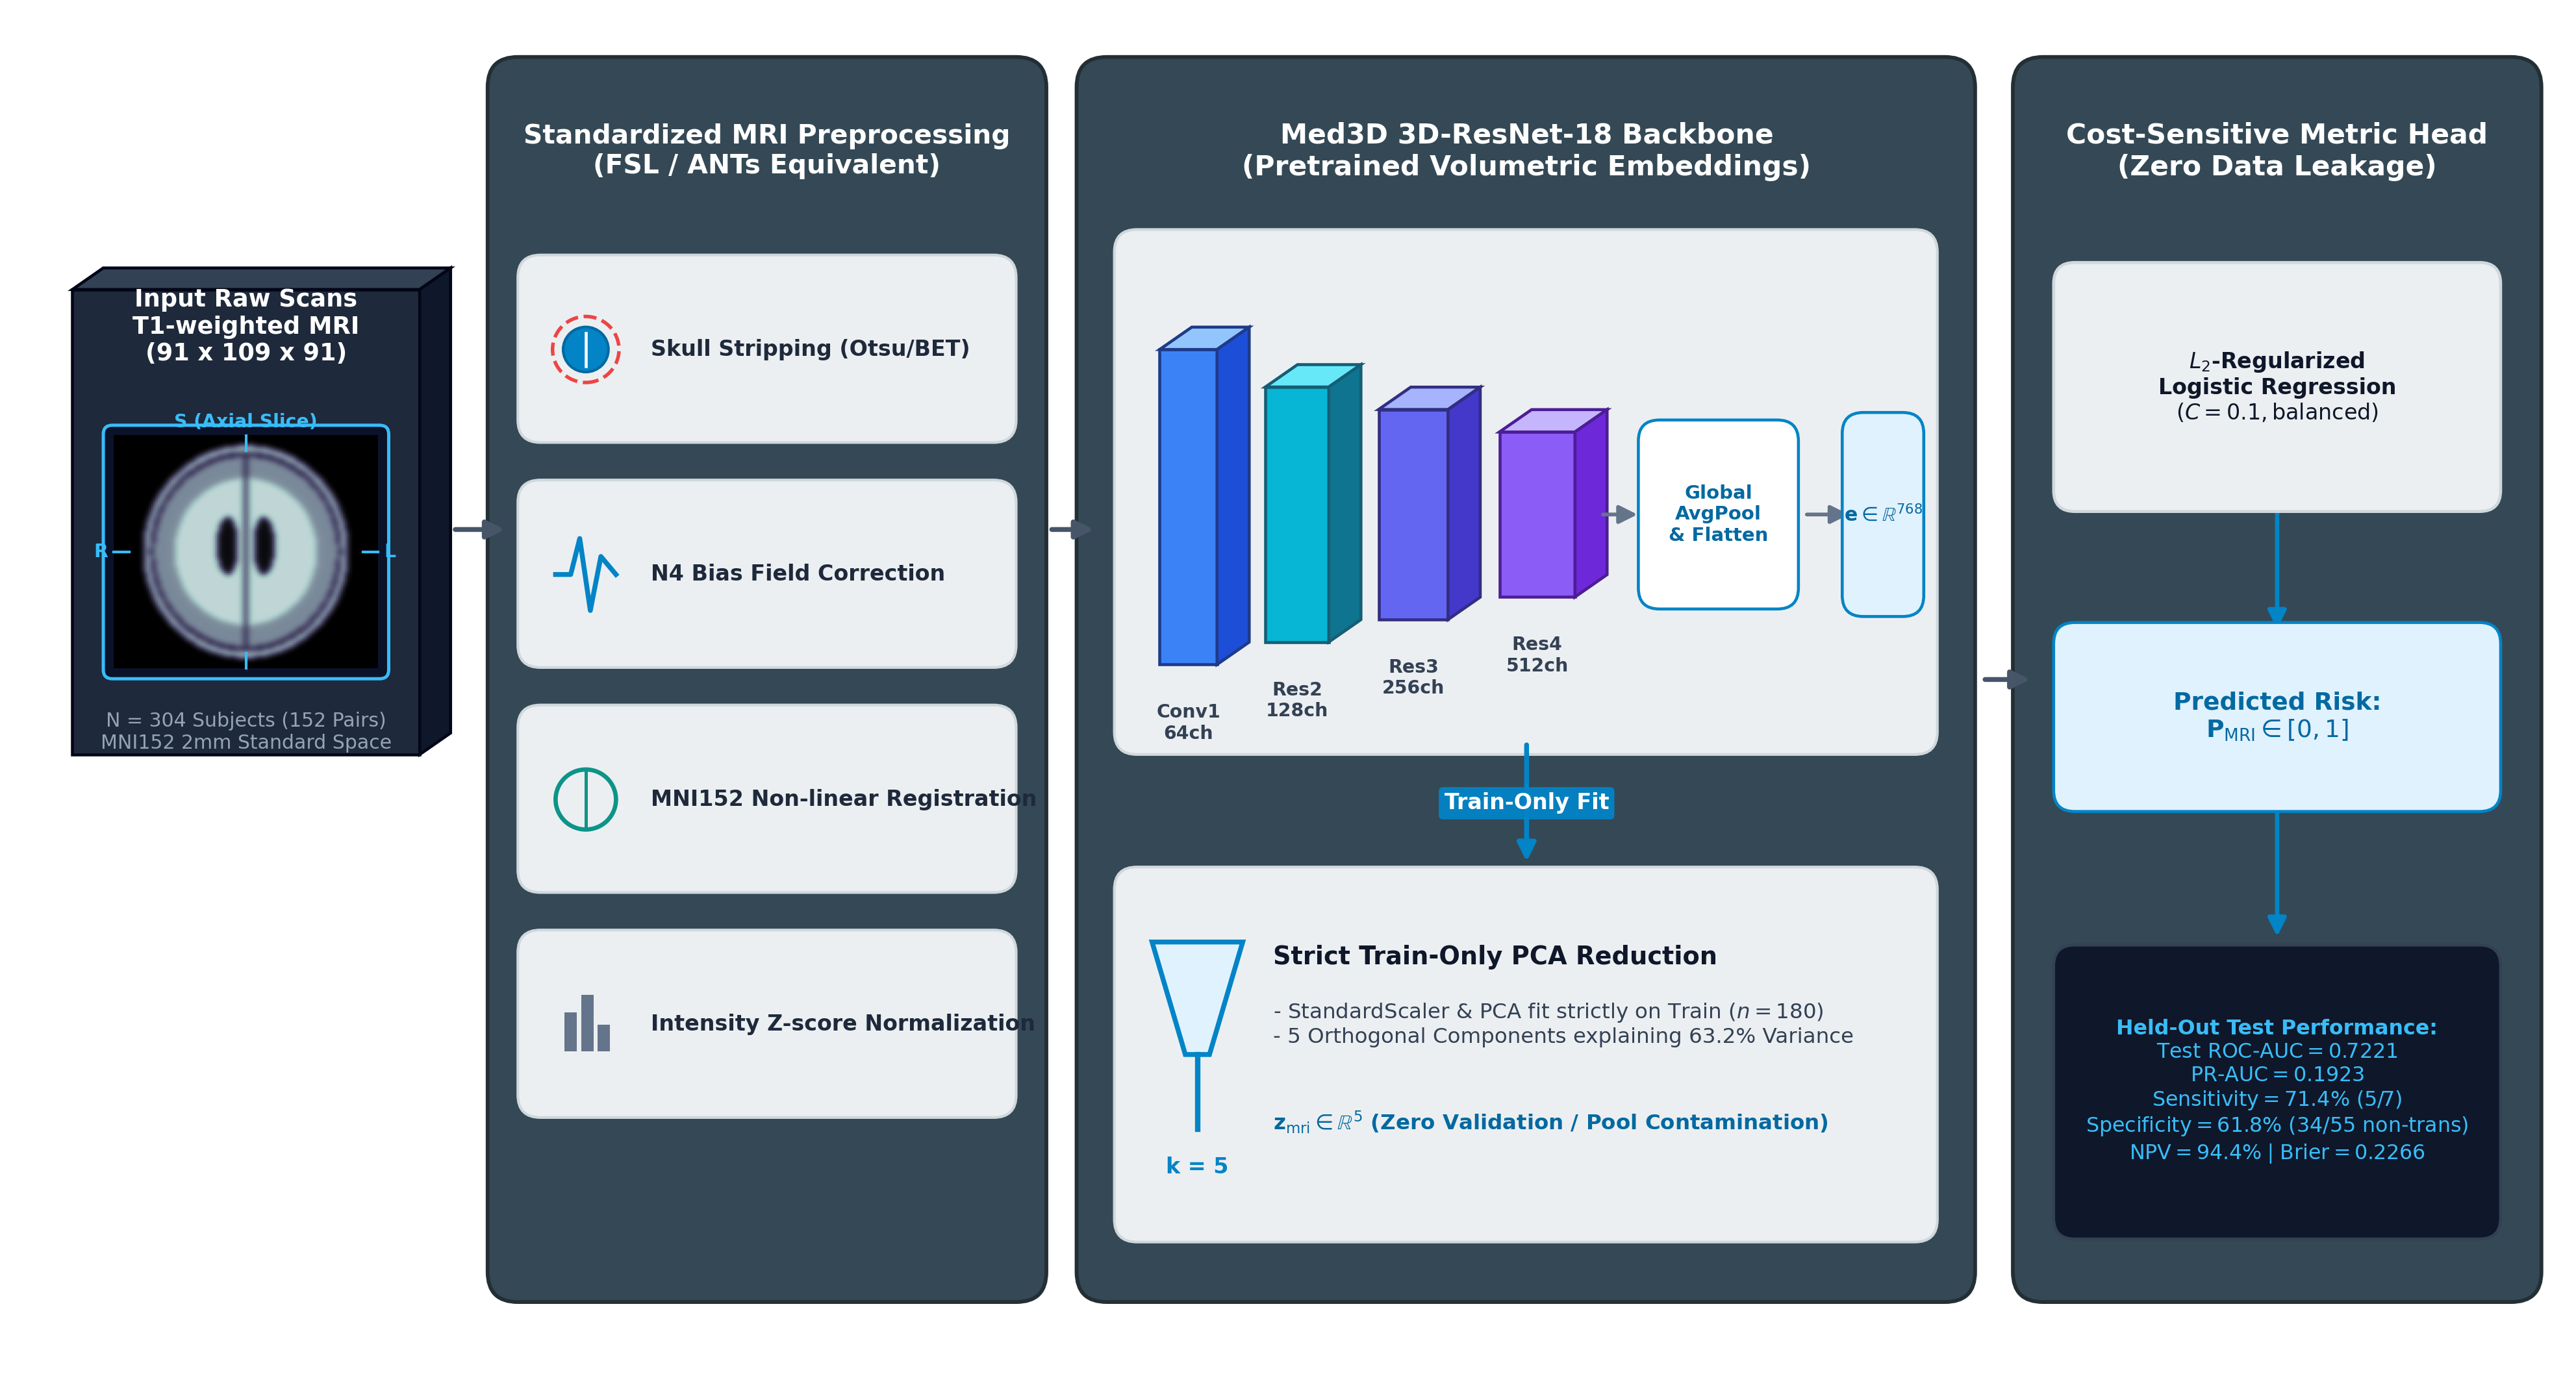 Input Raw Scans
T1-weighted MRI
(91 x 109 x 91)
S (Axial Slice)
R
L
N = 304 Subjects (152 Pairs)
MNI152 2mm Standard Space
Standardized MRI Preprocessing
(FSL / ANTs Equivalent)
Skull Stripping (Otsu/BET)
N4 Bias Field Correction
MNI152 Non-linear Registration
Intensity Z-score Normalization
Med3D 3D-ResNet-18 Backbone
(Pretrained Volumetric Embeddings)
Conv1
64ch
Res2
128ch
Res3
256ch
Res4
512ch
Global
AvgPool
& Flatten
e ∈ ℝ^768
Train-Only Fit
Strict Train-Only PCA Reduction
- StandardScaler & PCA fit strictly on Train (n = 180)
- 5 Orthogonal Components explaining 63.2% Variance
z_mri ∈ ℝ^5 (Zero Validation / Pool Contamination)
k = 5
Cost-Sensitive Metric Head
(Zero Data Leakage)
L_2-Regularized
Logistic Regression
(C = 0.1, balanced)
Predicted Risk:
P_MRI ∈ [0, 1]
Held-Out Test Performance:
Test ROC-AUC = 0.7221
PR-AUC = 0.1923
Sensitivity = 71.4% (5/7)
Specificity = 61.8% (34/55 non-trans)
NPV = 94.4% | Brier = 0.2266